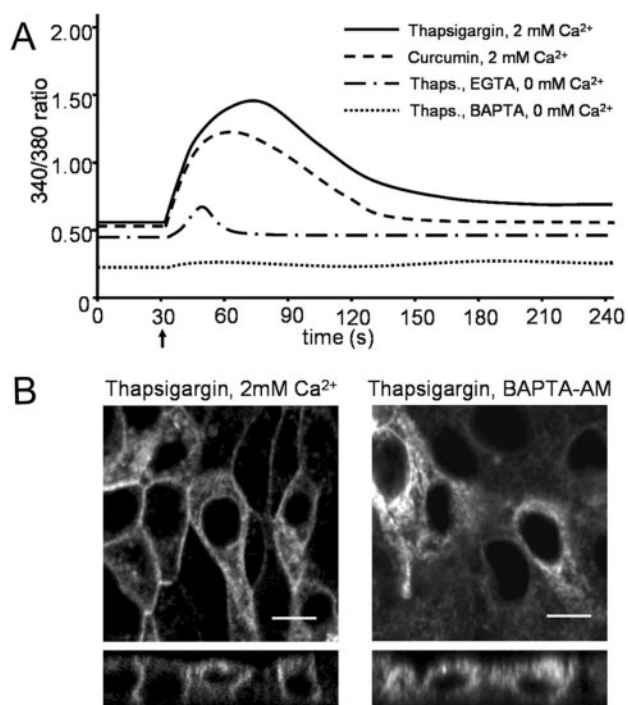 A
2.00
1.50
1.00
0.50
0
340/380 ratio
Thapsigargin, 2 mM Ca²⁺
Curcumin, 2 mM Ca²⁺
Thaps., EGTA, 0 mM Ca²⁺
Thaps., BAPTA, 0 mM Ca²⁺
0 30 60 90 120 150 180 210 240
time (s)
B
Thapsigargin, 2mM Ca²⁺
Thapsigargin, BAPTA-AM